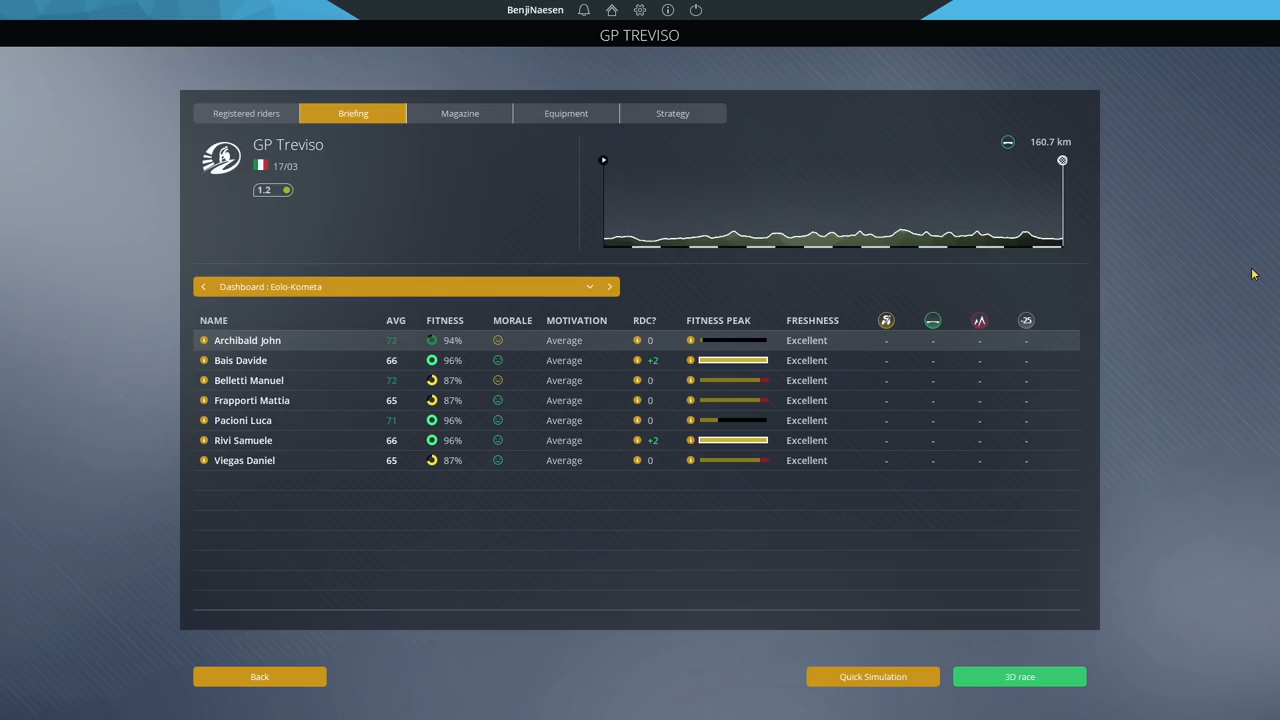 BenjiNaesen
GP TREVISO
Registered riders Briefing Magazine Equipment Strategy
GP Treviso
17/03
1.2
160.7 km
Dashboard : Eolo-Kometa
NAME AVG FITNESS MORALE MOTIVATION RDC? FITNESS PEAK FRESHNESS -25
Archibald John 72 94% Average 0 Excellent - - - -
Bais Davide 66 96% Average +2 Excellent - - - -
Belletti Manuel 72 87% Average 0 Excellent - - - -
Frapporti Mattia 65 87% Average 0 Excellent - - - -
Pacioni Luca 71 96% Average 0 Excellent - - - -
Rivi Samuele 66 96% Average +2 Excellent - - - -
Viegas Daniel 65 87% Average 0 Excellent - - - -
Back Quick Simulation 3D race